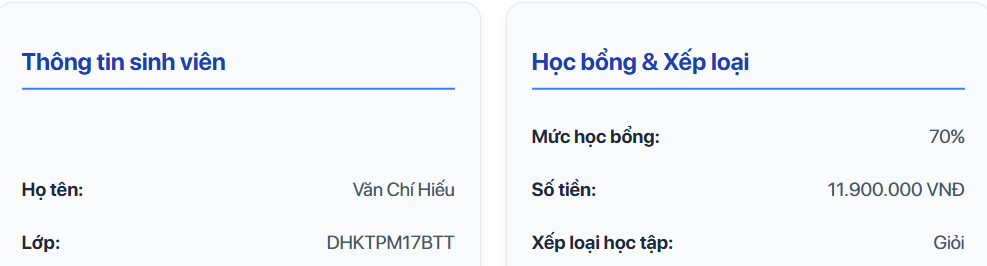 Thông tin sinh viên
Họ tên: Văn Chí Hiếu
Lớp: DHKTPM17BTT
Học bổng & Xếp loại
Mức học bổng: 70%
Số tiền: 11.900.000 VNĐ
Xếp loại học tập: Giỏi